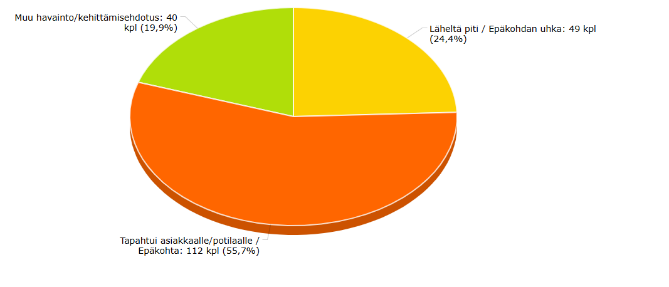 Muu havainto/kehittämisehdotus: 40
kpl (19,9%)
Läheltä piti / Epäkohdan uhka: 49 kpl
(24,4%)
Tapahtui asiakkaalle/potilaalle /
Epäkohta: 112 kpl (55,7%)